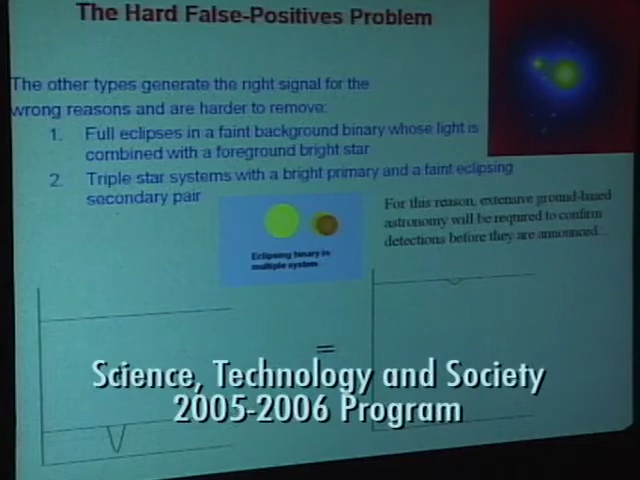 The Hard False-Positives Problem
The other types generate the right signal for the
wrong reasons and are harder to remove:
1. Full eclipses in a faint background binary whose light is
combined with a foreground bright star
2. Triple star systems with a bright primary and a faint eclipsing
secondary pair
For this reason, extensive ground-based
astronomy will be required to confirm
detections before they are announced...
Eclipsing binary in
multiple system
=
Science, Technology and Society
2005-2006 Program